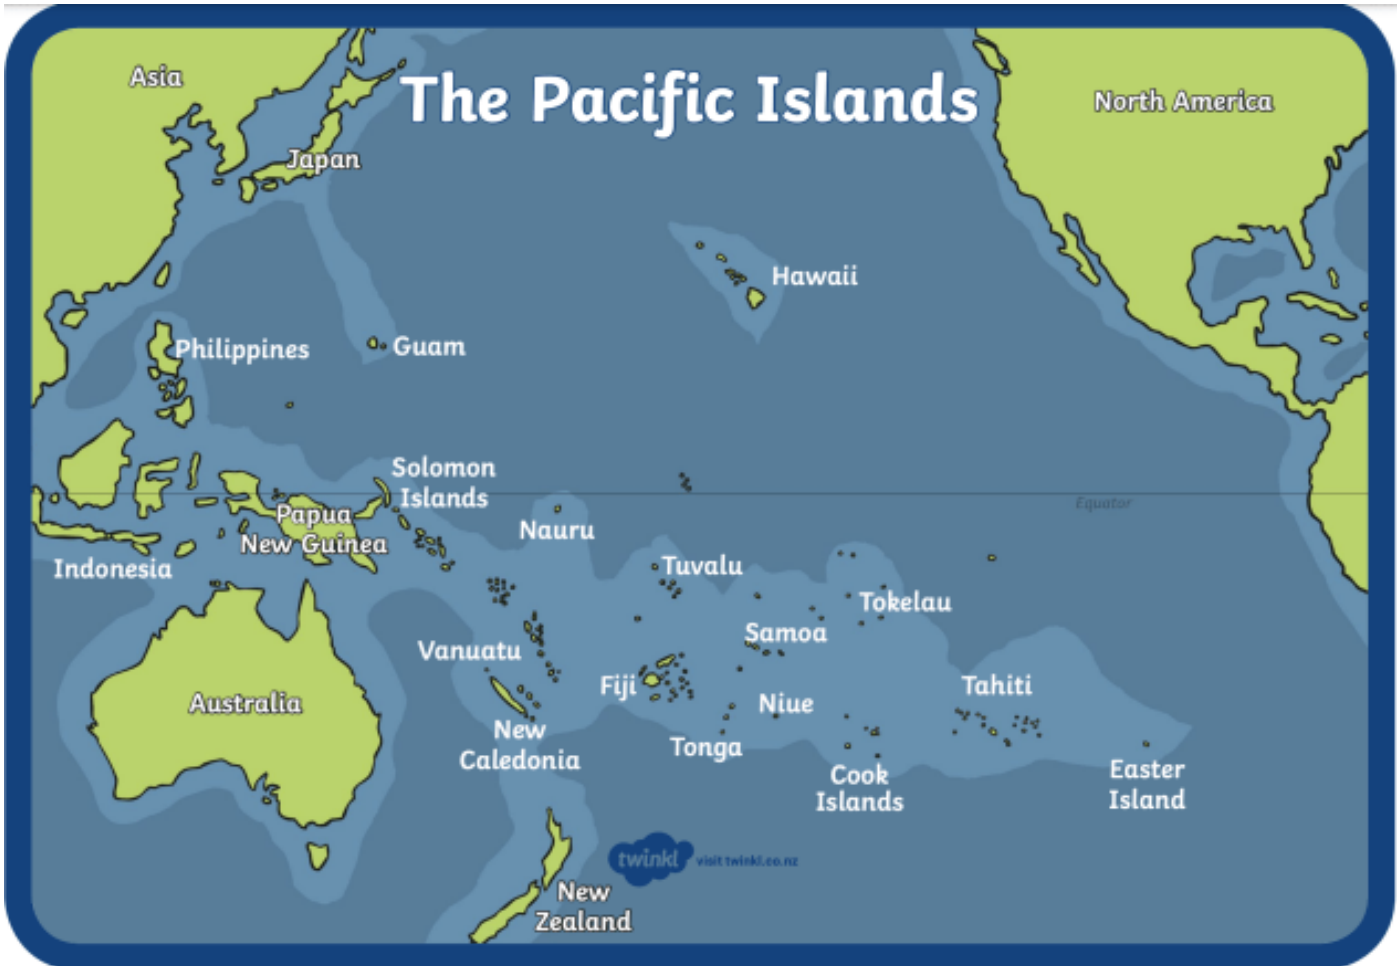 The Pacific Islands
Asia
North America
Japan
Hawaii
Philippines
Guam
Solomon
Islands
Equator
Papua
New Guinea
Nauru
Indonesia
Tuvalu
Tokelau
Samoa
Vanuatu
Fiji
Tahiti
Australia
Niue
New
Caledonia
Tonga
Cook
Islands
Easter
Island
twinkl visit twinkl.co.nz
New
Zealand